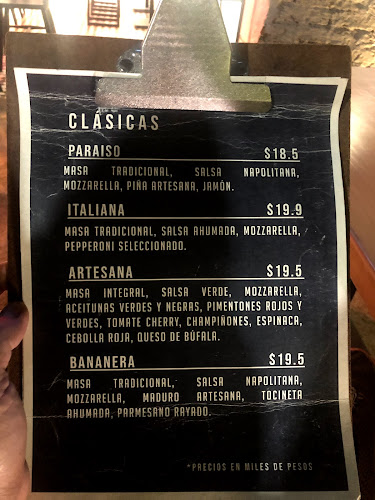 CLÁSICAS
PARAISO $18.5
MASA TRADICIONAL, SALSA NAPOLITANA,
MOZZARELLA, PIÑA ARTESANA, JAMÓN.
ITALIANA $19.9
MASA TRADICIONAL, SALSA AHUMADA, MOZZARELLA,
PEPPERONI SELECCIONADO.
ARTESANA $19.5
MASA INTEGRAL, SALSA VERDE, MOZZARELLA,
ACEITUNAS VERDES Y NEGRAS, PIMENTONES ROJOS Y
VERDES, TOMATE CHERRY, CHAMPIÑONES, ESPINACA,
CEBOLLA ROJA, QUESO DE BÚFALA.
BANANERA $19.5
MASA TRADICIONAL, SALSA NAPOLITANA,
MOZZARELLA, MADURO ARTESANA, TOCINETA
AHUMADA, PARMESANO RAYADO.
*PRECIOS EN MILES DE PESOS